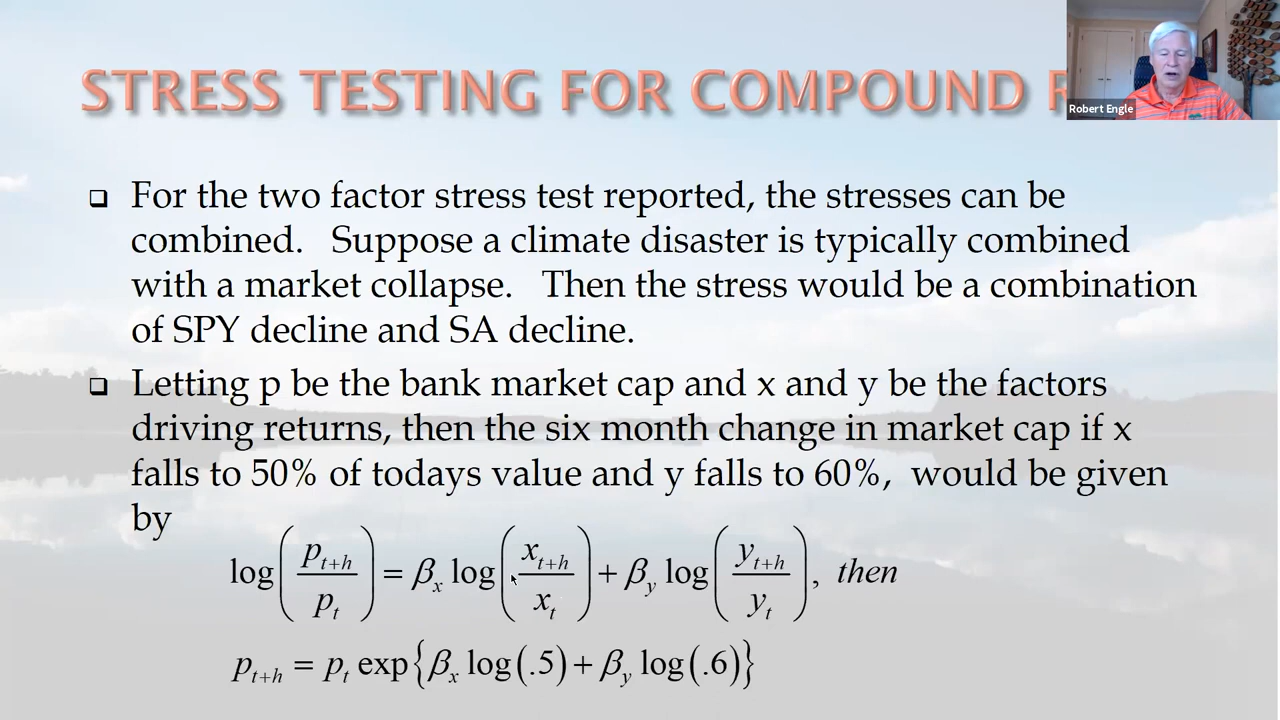 STRESS TESTING FOR COMPOUND
Robert Engle
❑ For the two factor stress test reported, the stresses can be
combined. Suppose a climate disaster is typically combined
with a market collapse. Then the stress would be a combination
of SPY decline and SA decline.
❑ Letting p be the bank market cap and x and y be the factors
driving returns, then the six month change in market cap if x
falls to 50% of todays value and y falls to 60%, would be given
by
log(p_{t+h}/p_t) = β_x log(x_{t+h}/x_t) + β_y log(y_{t+h}/y_t), then
p_{t+h} = p_t exp{β_x log(.5) + β_y log(.6)}